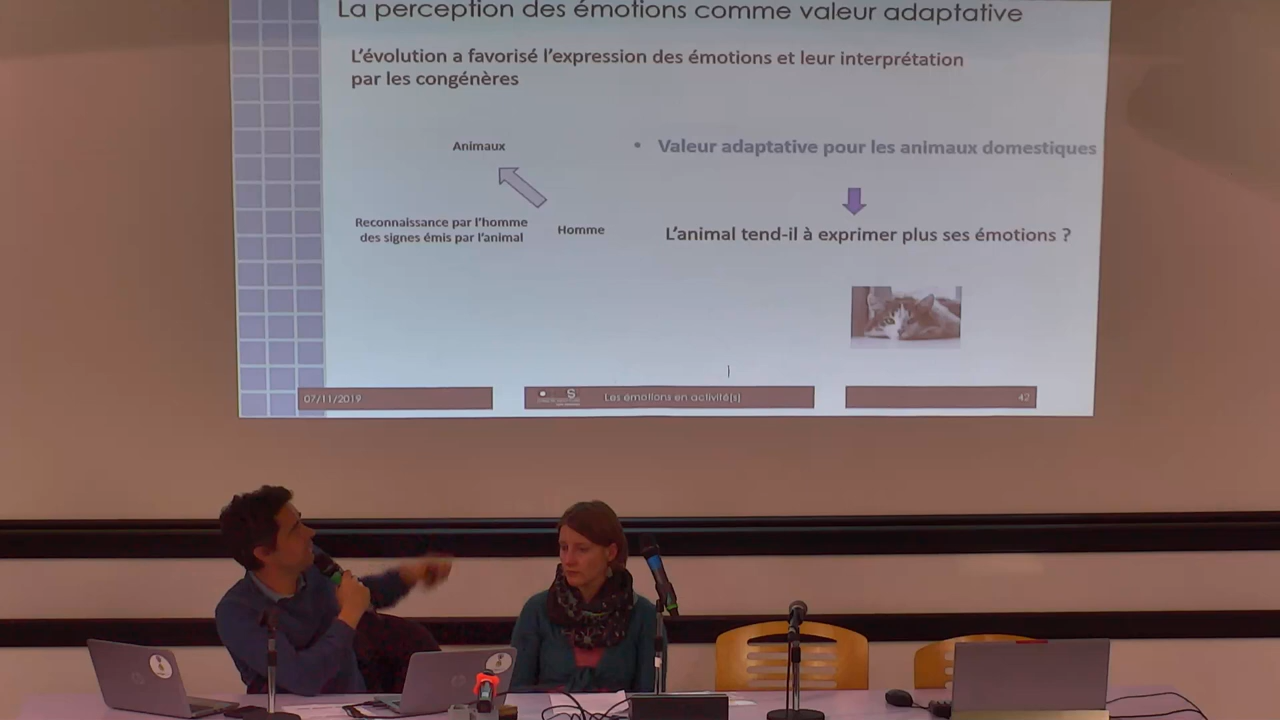 La perception des émotions comme valeur adaptative
L'évolution a favorisé l'expression des émotions et leur interprétation
par les congénères
Animaux
• Valeur adaptative pour les animaux domestiques
Reconnaissance par l'homme
des signes émis par l'animal
Homme
L'animal tend-il à exprimer plus ses émotions ?
07/11/2019
S
Les émotions en activité(s)
42
hp
hp